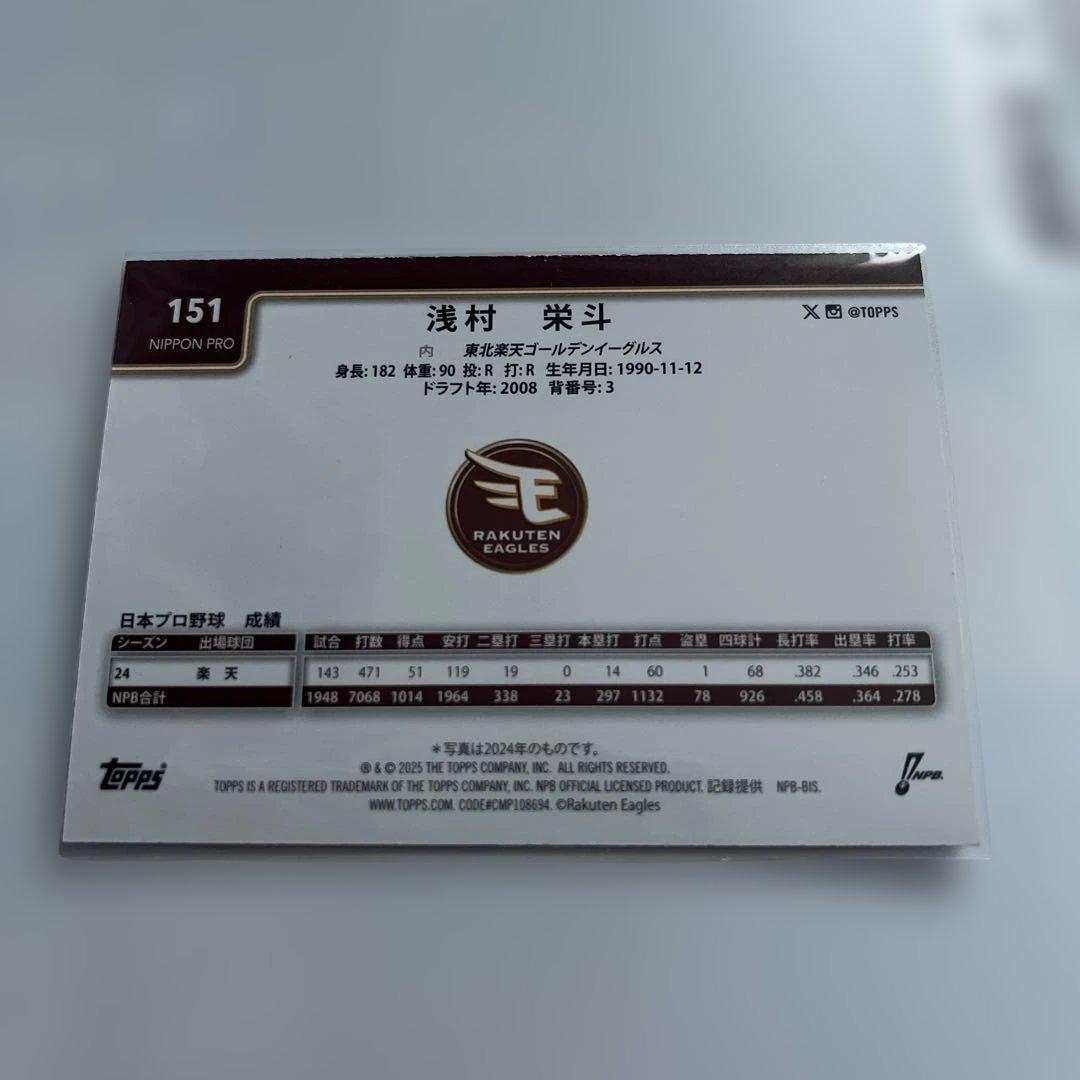 151
NIPPON PRO
浅村 栄斗
@TOPPS
内 東北楽天ゴールデンイーグルス
身長: 182 体重: 90 投: R 打: R 生年月日: 1990-11-12
ドラフト年: 2008 背番号: 3
RAKUTEN
EAGLES
日本プロ野球 成績
シーズン 出場球団 試合 打数 得点 安打 二塁打 三塁打 本塁打 打点 盗塁 四球計 長打率 出塁率 打率
24 楽天 143 471 51 119 19 0 14 60 1 68 .382 .346 .253
NPB合計 1948 7068 1014 1964 338 23 297 1132 78 926 .458 .364 .278
＊写真は2024年のものです。
® & © 2025 THE TOPPS COMPANY, INC. ALL RIGHTS RESERVED.
TOPPS IS A REGISTERED TRADEMARK OF THE TOPPS COMPANY, INC. NPB OFFICIAL LICENSED PRODUCT. 記録提供 NPB-BIS.
WWW.TOPPS.COM. CODE#CMP108694. ©Rakuten Eagles
topps
NPB.